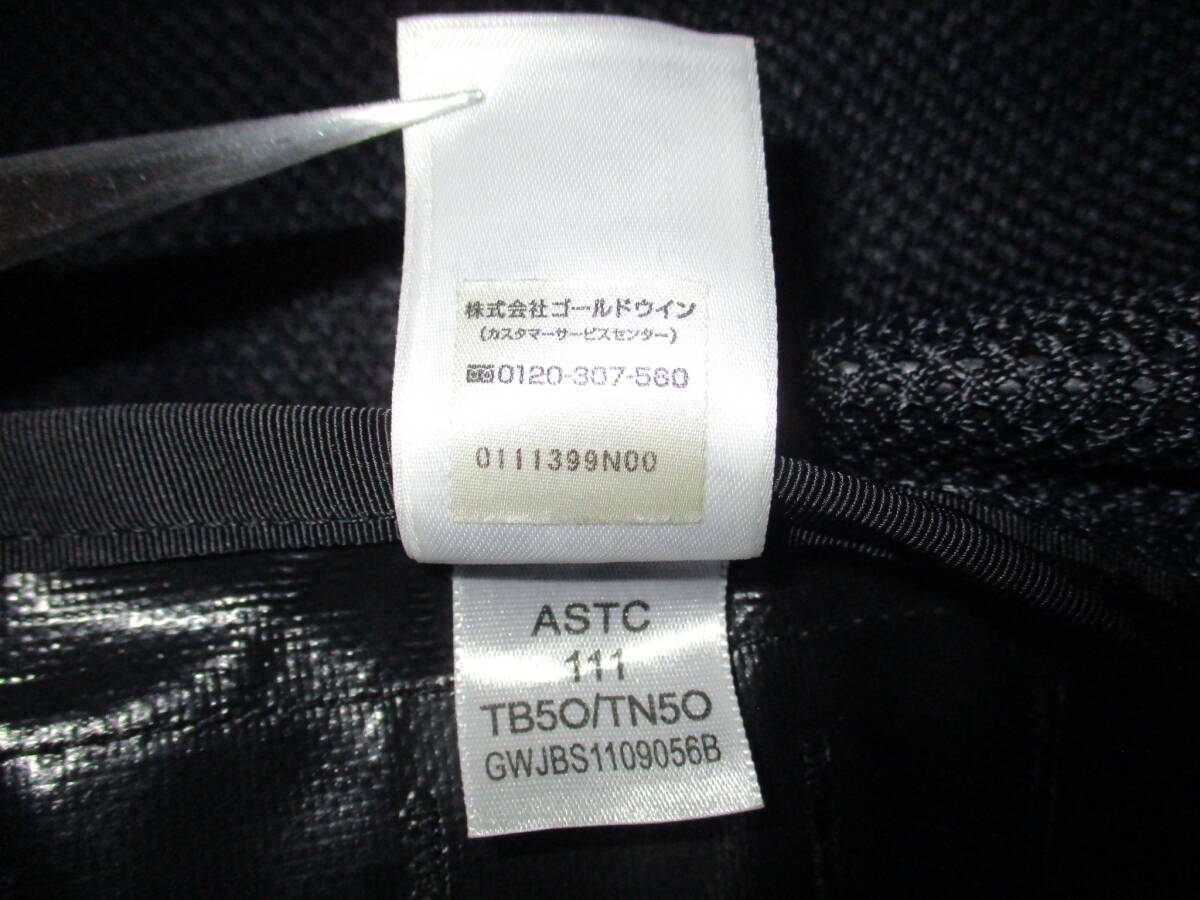 株式会社ゴールドウイン
(カスタマーサービスセンター)
0120-307-560
0111399N00
ASTC
111
TB5O/TN5O
GWJBS1109056B